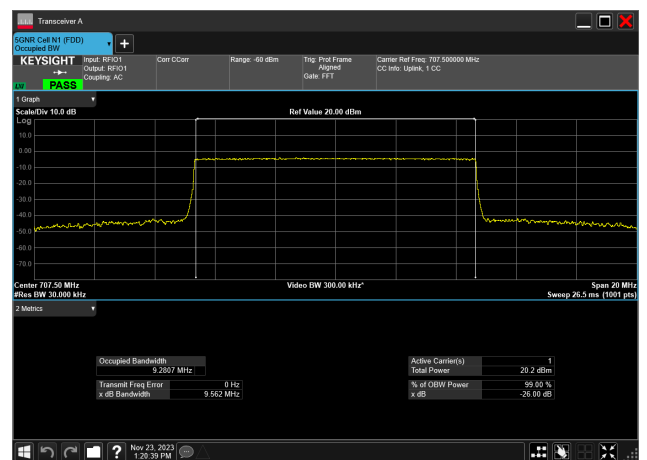 Transceiver A
5GNR Cell N1 (FDD)
Occupied BW
KEYSIGHT
LV
PASS
Input: RFIO1
Output: RFIO1
Coupling: AC
Corr CCorr
Range: -60 dBm
Trig: Prot Frame
Aligned
Gate: FFT
Carrier Ref Freq: 707.500000 MHz
CC Info: Uplink, 1 CC
1 Graph
Scale/Div 10.0 dB
Ref Value 20.00 dBm
Log
10.0
0.00
-10.0
-20.0
-30.0
-40.0
-50.0
-60.0
-70.0
Center 707.50 MHz
Video BW 300.00 kHz^
Span 20 MHz
#Res BW 30.000 kHz
Sweep 26.5 ms (1001 pts)
2 Metrics
Occupied Bandwidth
9.2807 MHz
Transmit Freq Error 0 Hz
x dB Bandwidth 9.562 MHz
Active Carrier(s) 1
Total Power 20.2 dBm
% of OBW Power 99.00 %
x dB -26.00 dB
Nov 23, 2023
1:20:39 PM